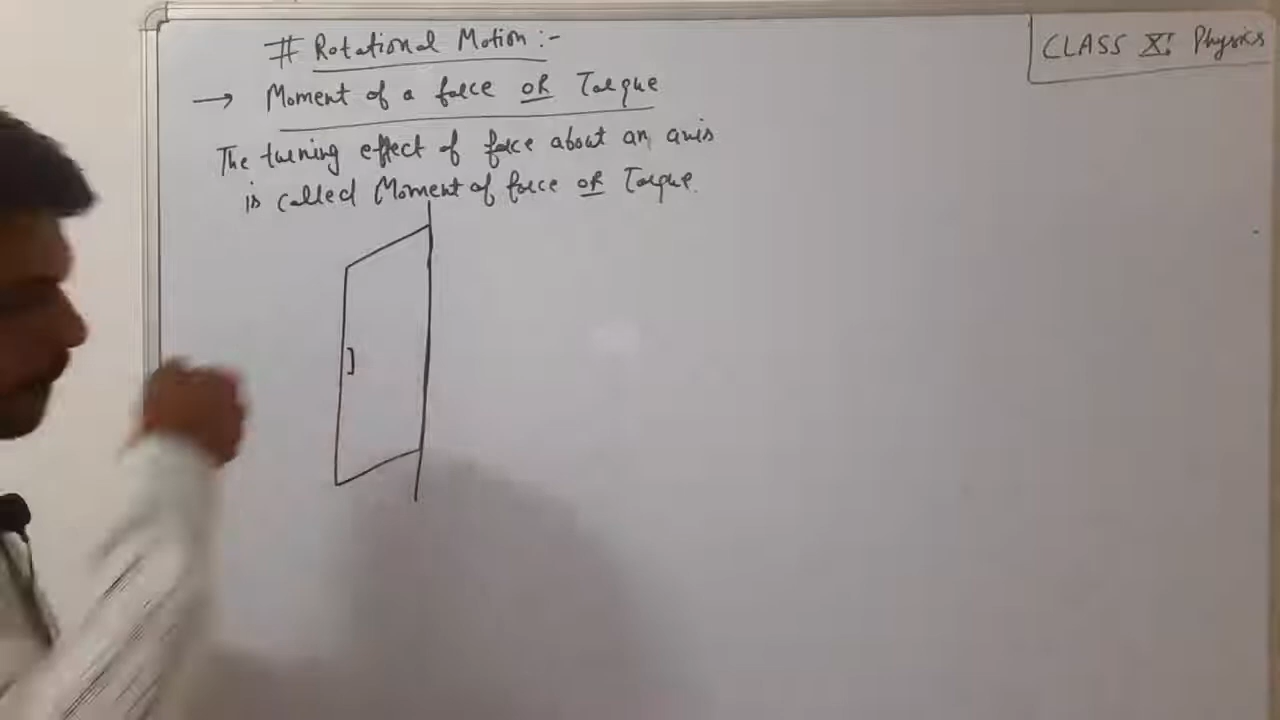 # Rotational Motion :-
CLASS XI Physics
→ Moment of a force OR Torque
The turning effect of force about an axis
is called Moment of force OR Torque.